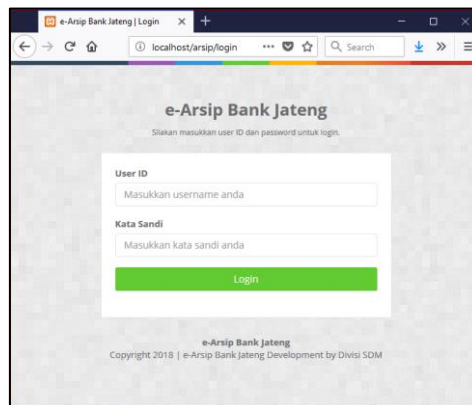 e-Arsip Bank Jateng | Login
localhost/arsip/login
Search
e-Arsip Bank Jateng
Silakan masukkan user ID dan password untuk login.
User ID
Masukkan username anda
Kata Sandi
Masukkan kata sandi anda
Login
e-Arsip Bank Jateng
Copyright 2018 | e-Arsip Bank Jateng Development by Divisi SDM